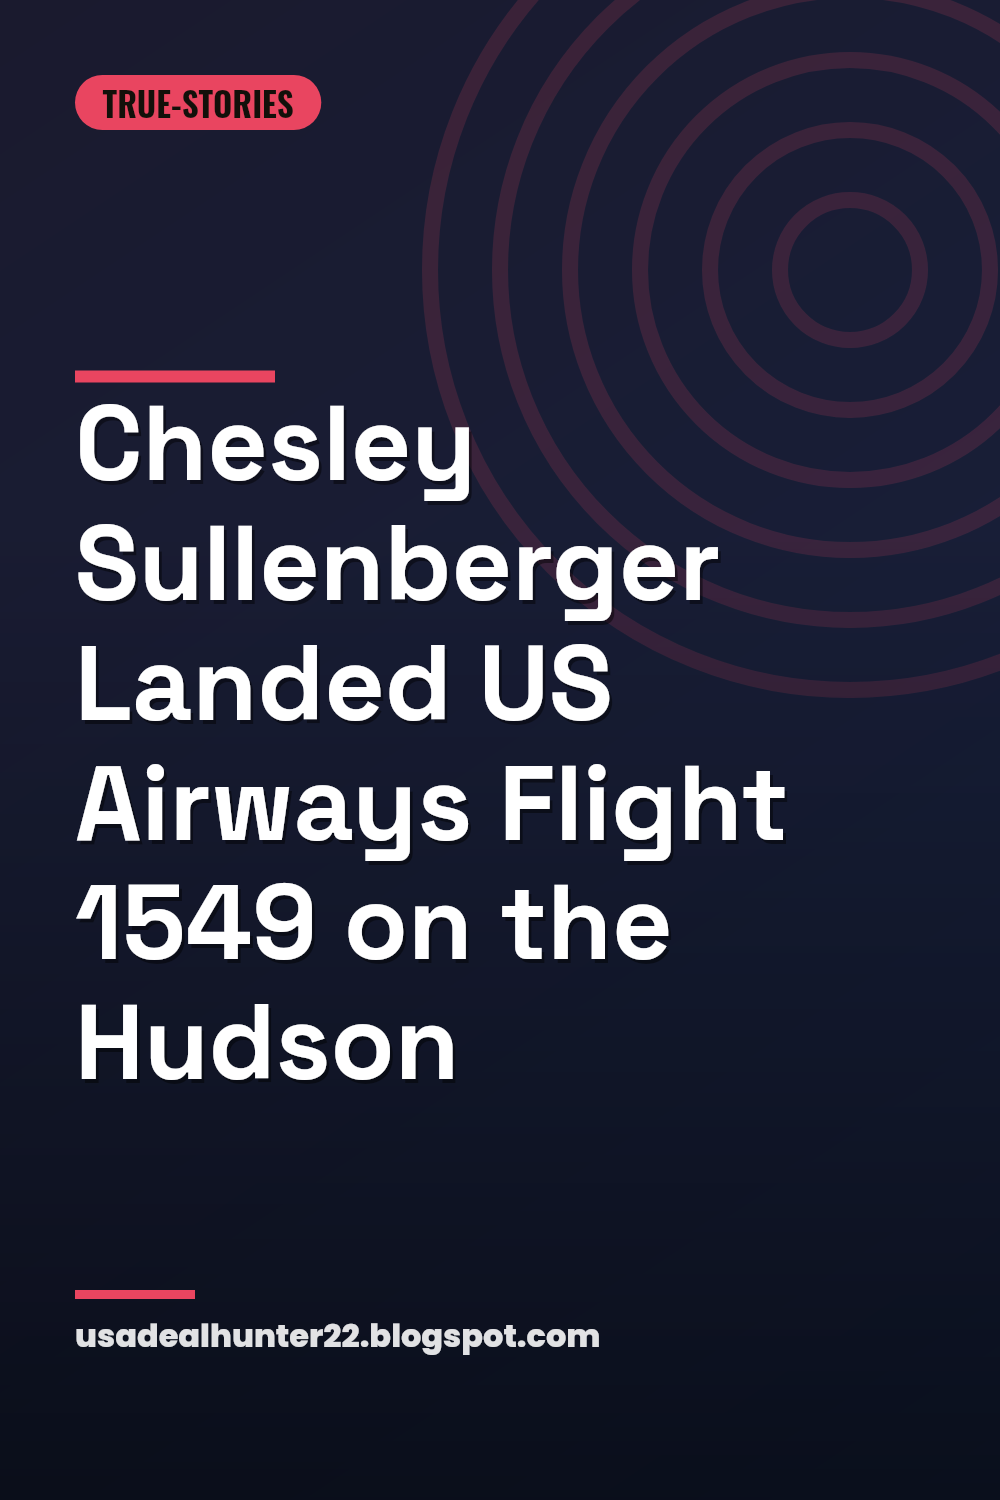 TRUE-STORIES
Chesley
Sullenberger
Landed US
Airways Flight
1549 on the
Hudson
usadealhunter22.blogspot.com